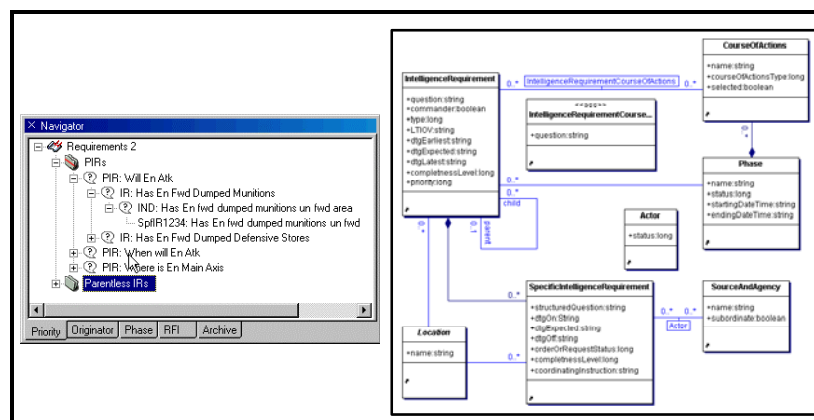 Navigator
Requirements 2
PIRs
PIR: Will En Atk
IR: Has En Fwd Dumped Munitions
IND: Has En fwd dumped munitions un fwd area
SpfIR1234: Has En fwd dumped munitions un fwd
IR: Has En Fwd Dumped Defensive Stores
PIR: When will En Atk
PIR: Where is En Main Axis
Parentless IRs
Priority Originator Phase RFI Archive
IntelligenceRequirement
+question:string
+commander:boolean
+type:long
+LTIOV:string
+dtgEarliest:string
+dtgExpected:string
+dtgLatest:string
+completnessLevel:long
+priority:long
0..* IntelligenceRequirementCourseOfActions 0..*
IntelligenceRequirementCourse...
+question:string
CourseOfActions
+name:string
+courseOfActionsType:long
+selected:boolean
0..*
Phase
+name:string
+status:long
+startingDateTime:string
+endingDateTime:string
0..*
0..*
child
0..1
parent
0..*
Actor
+status:long
SpecificIntelligenceRequirement
+structuredQuestion:string
+dtgOn:String
+dtgExpected:string
+dtgOff:string
+orderOrRequestStatus:long
+completnessLevel:long
+coordinatingInstruction:string
0..*
0..* 0..*
Actor
SourceAndAgency
+name:string
+subordinate:boolean
Location
+name:string
0..*